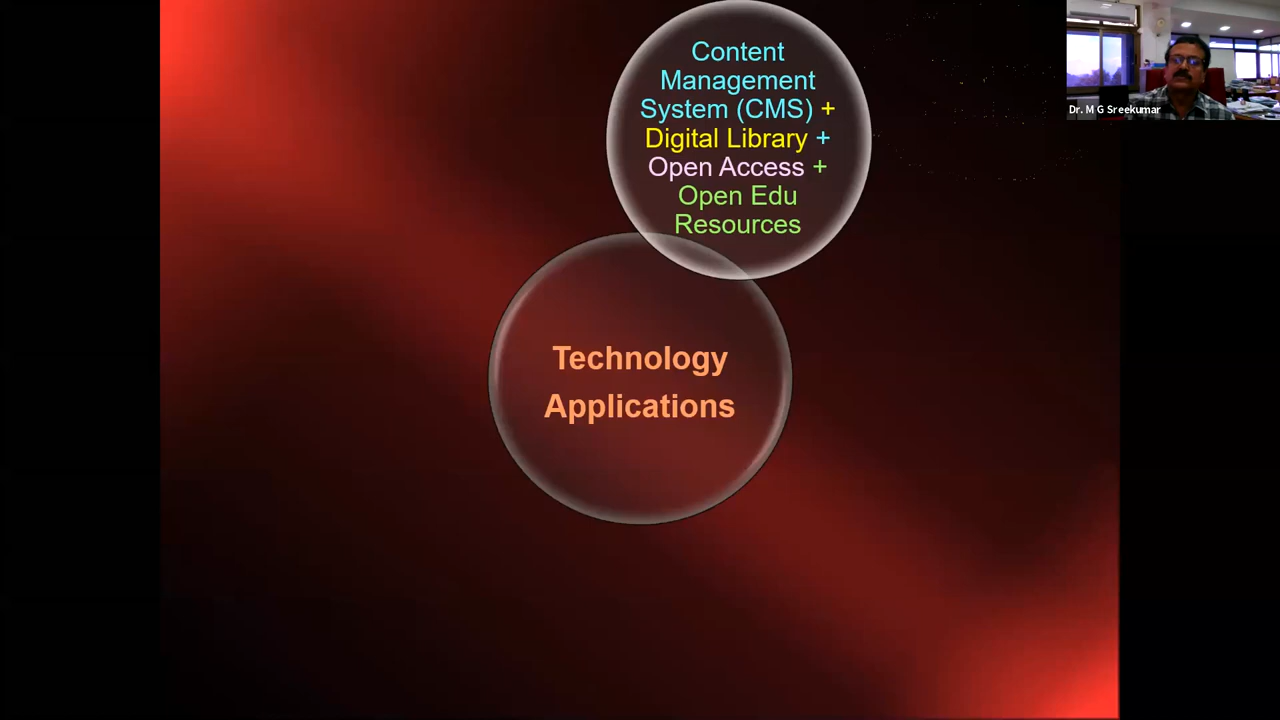 Content
Management
System (CMS) +
Digital Library +
Open Access +
Open Edu
Resources
Technology
Applications
Dr. M G Sreekumar